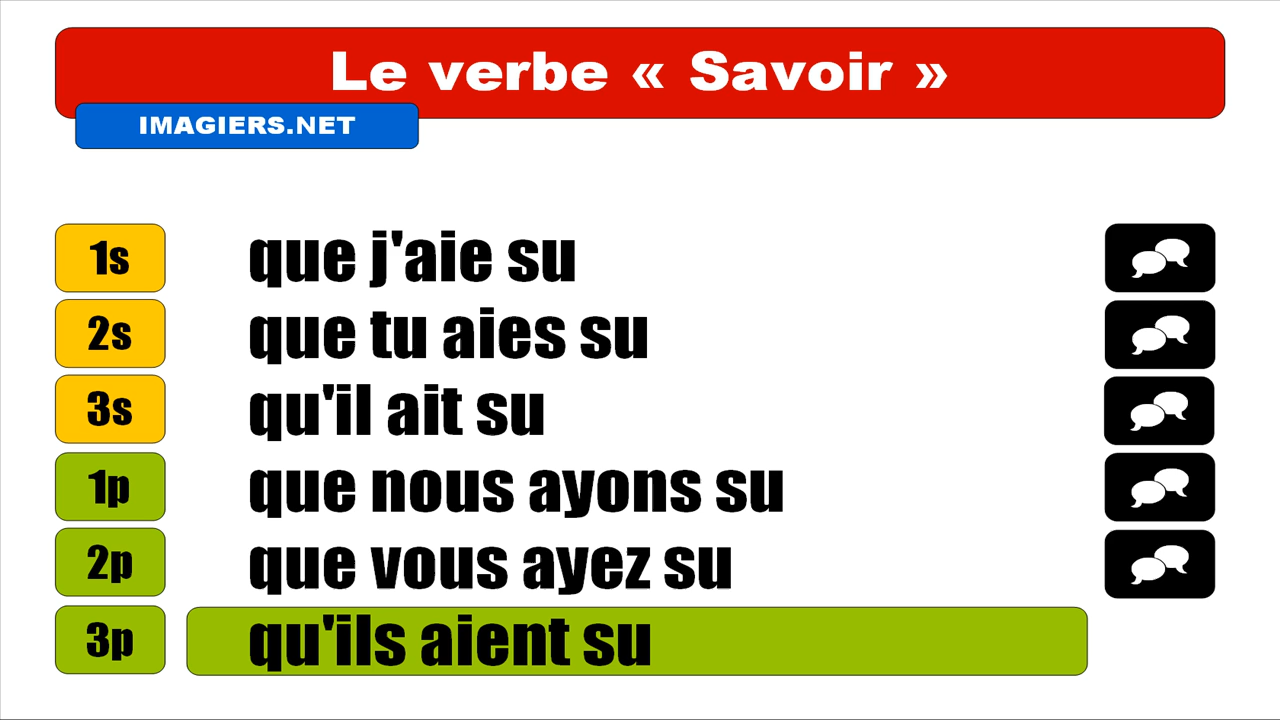 Le verbe « Savoir »
IMAGIERS.NET
1s que j'aie su
2s que tu aies su
3s qu'il ait su
1p que nous ayons su
2p que vous ayez su
3p qu'ils aient su